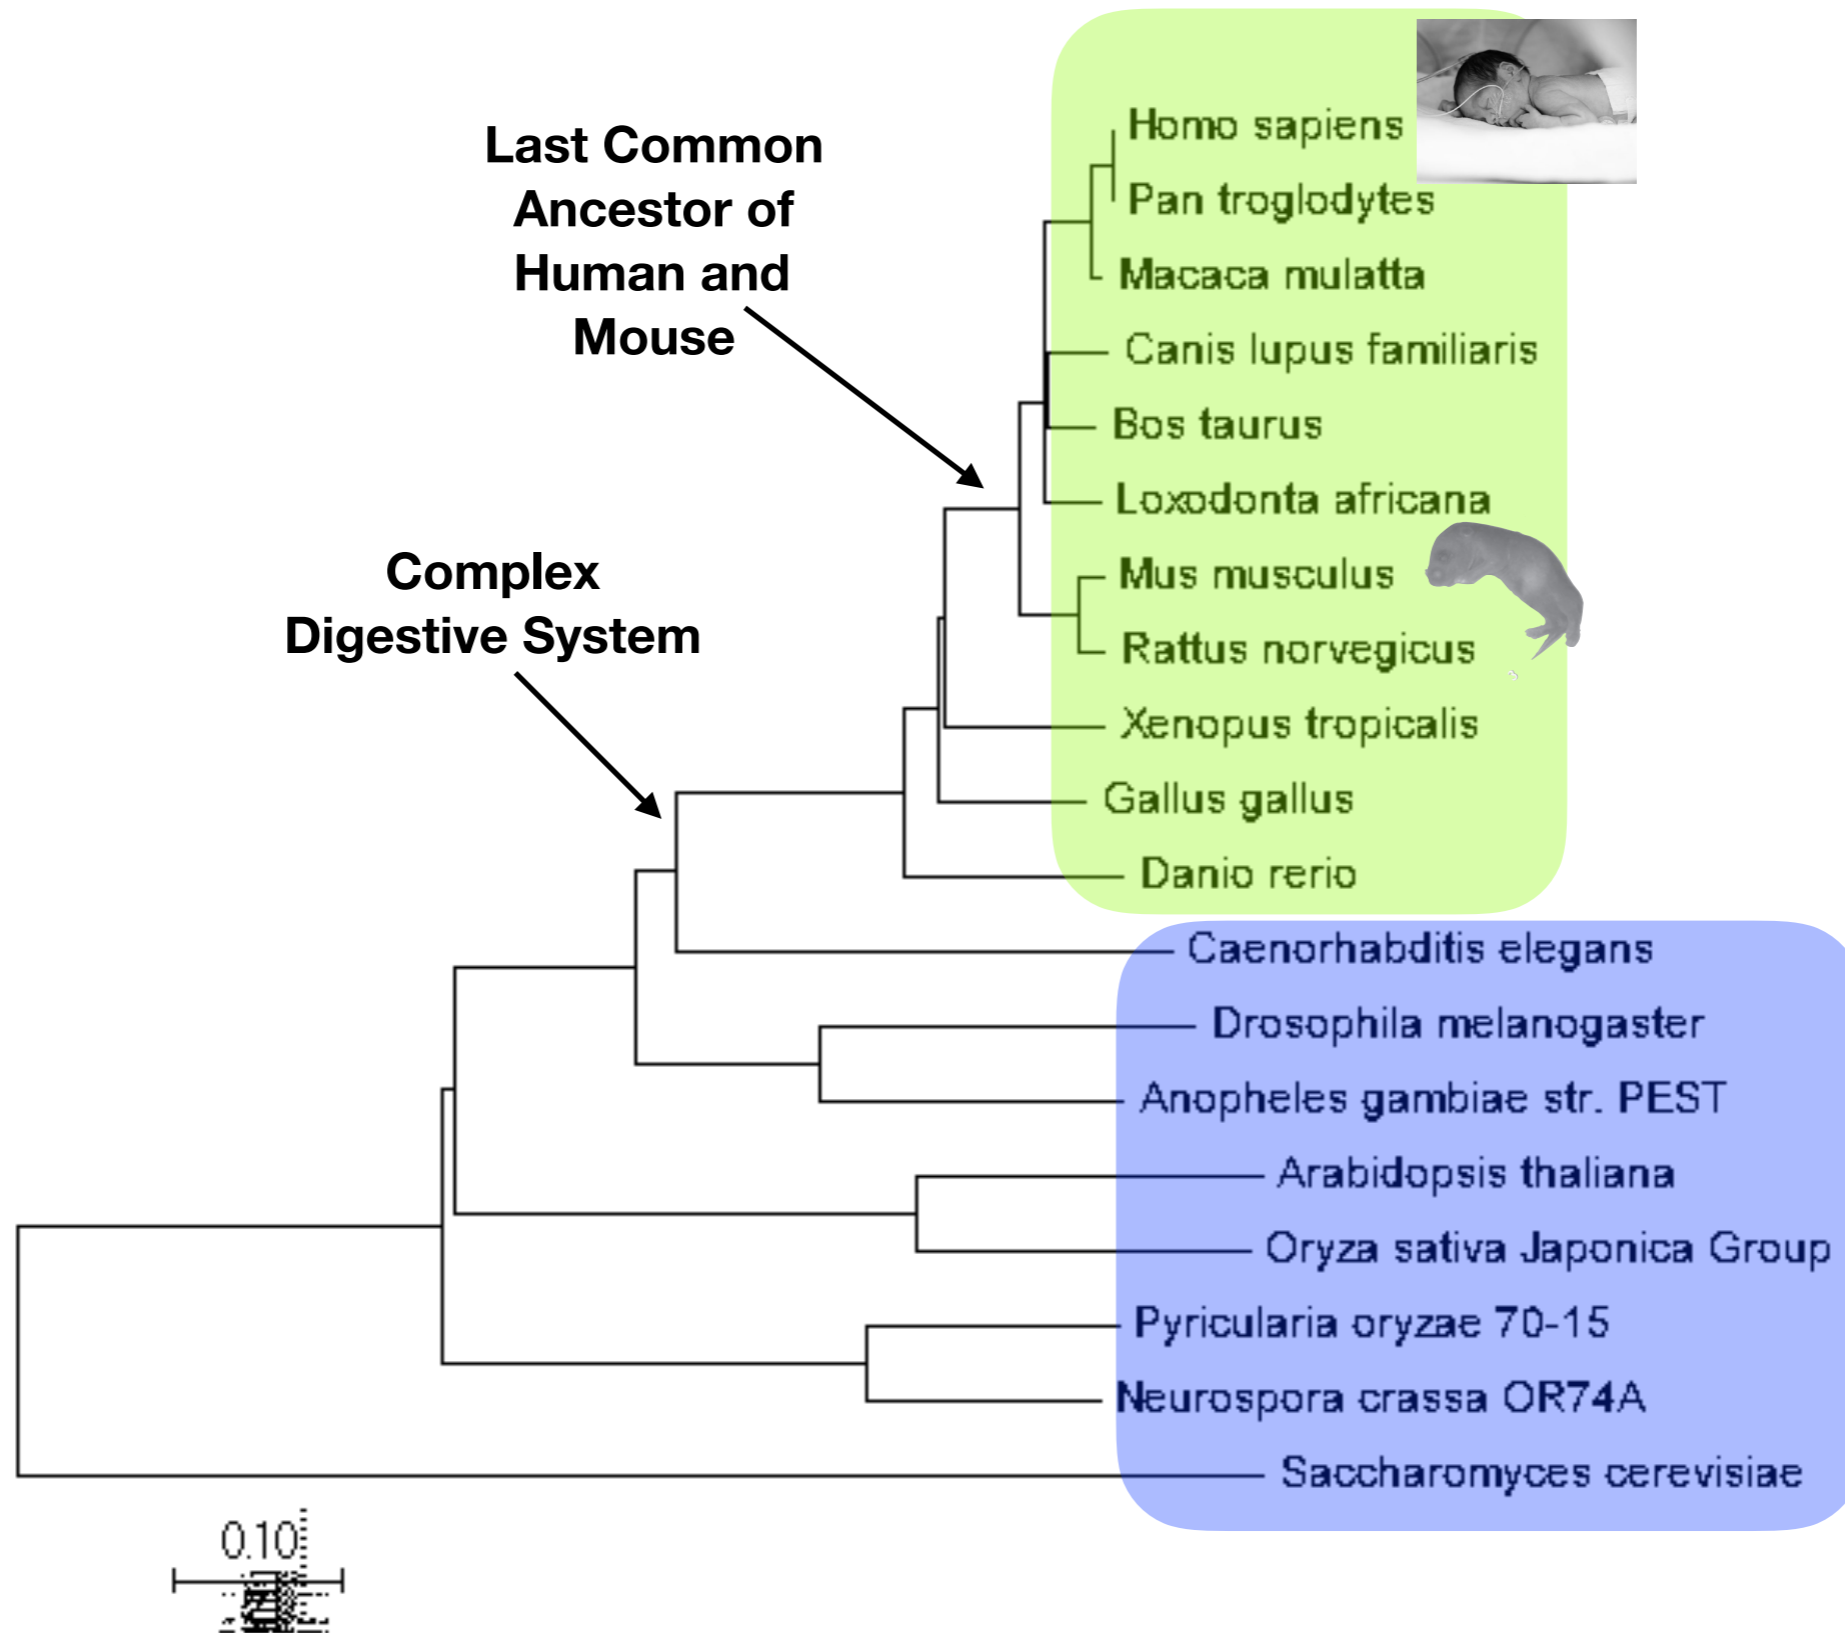 Last Common
Ancestor of
Human and
Mouse
Complex
Digestive System
Homo sapiens
Pan troglodytes
Macaca mulatta
Canis lupus familiaris
Bos taurus
Loxodonta africana
Mus musculus
Rattus norvegicus
Xenopus tropicalis
Gallus gallus
Danio rerio
Caenorhabditis elegans
Drosophila melanogaster
Anopheles gambiae str. PEST
Arabidopsis thaliana
Oryza sativa Japonica Group
Pyricularia oryzae 70-15
Neurospora crassa OR74A
Saccharomyces cerevisiae
0.10